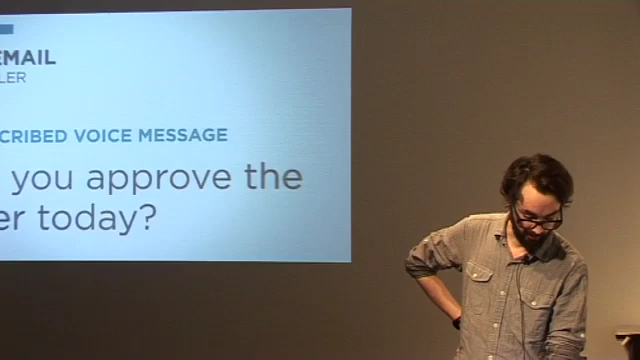 EMAIL
LER
CRIBED VOICE MESSAGE
you approve the
er today?